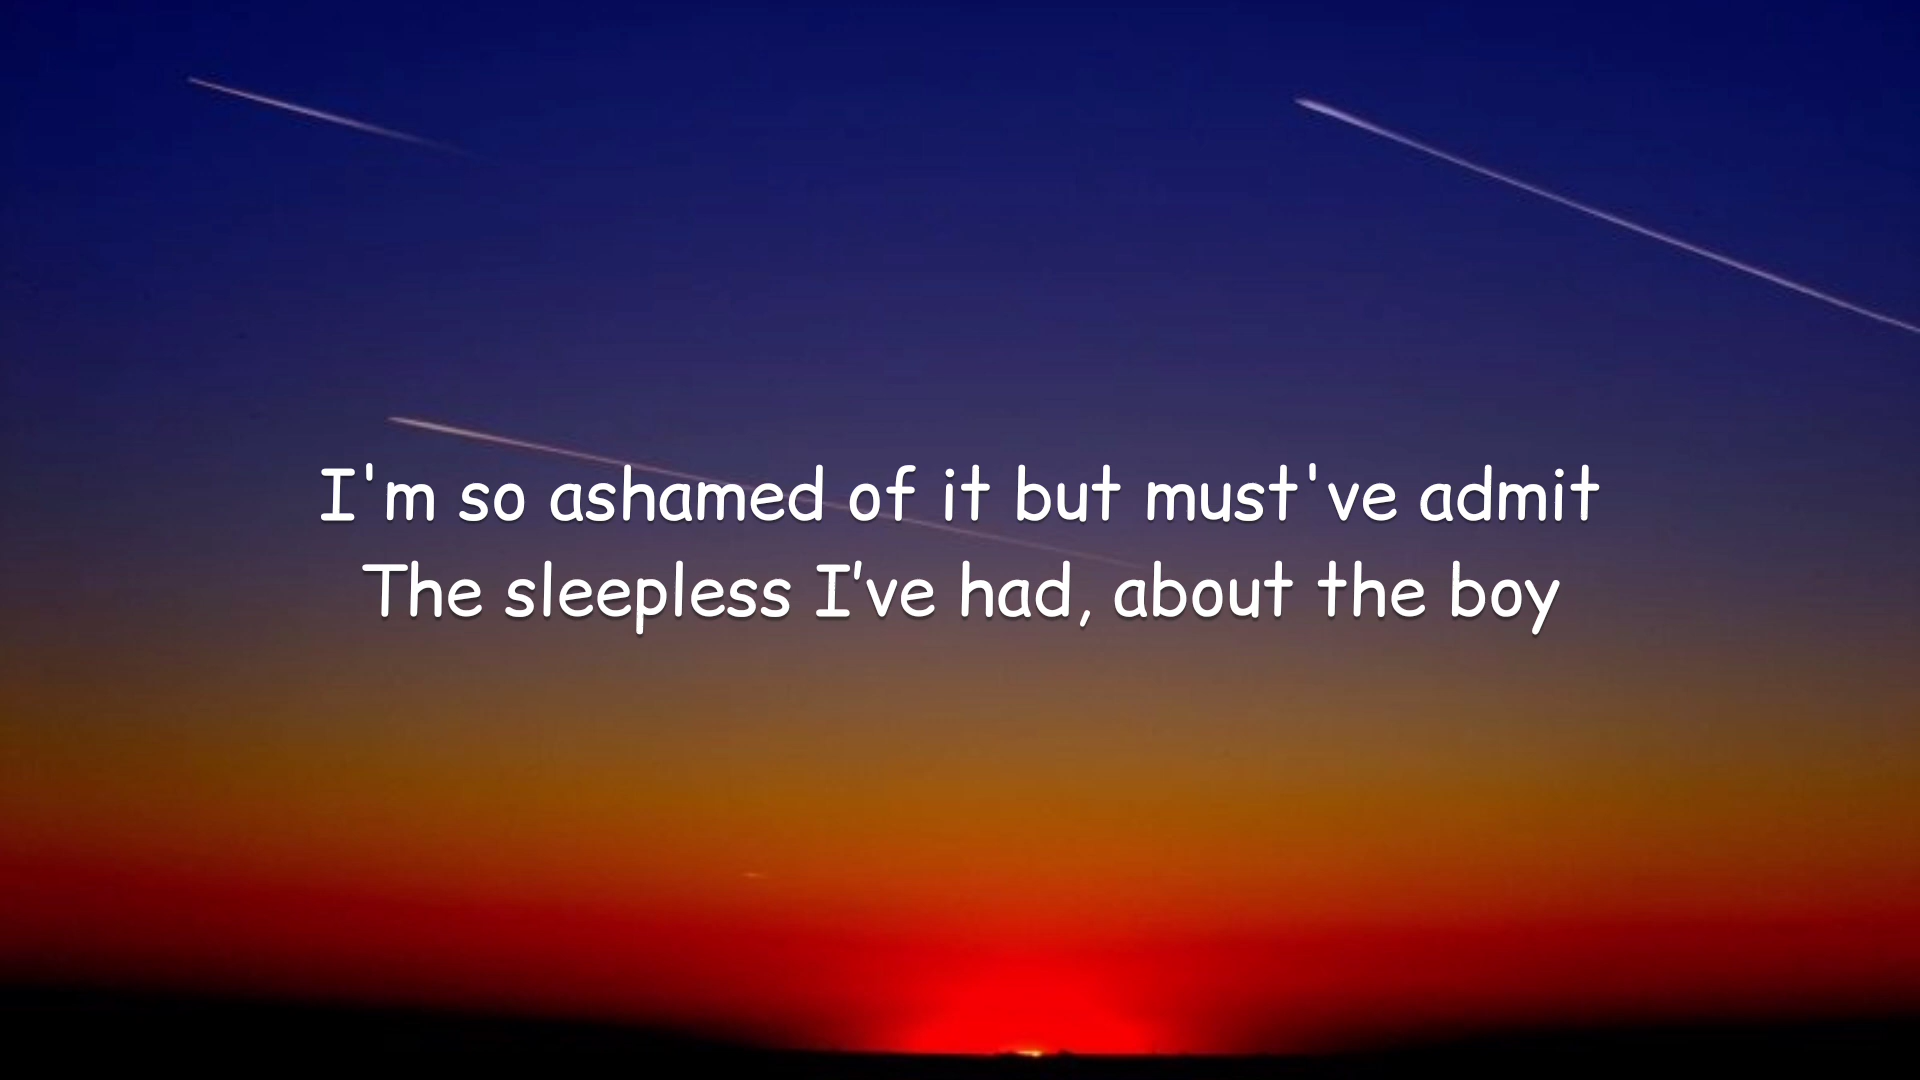 I'm so ashamed of it but must've admit
The sleepless I’ve had, about the boy